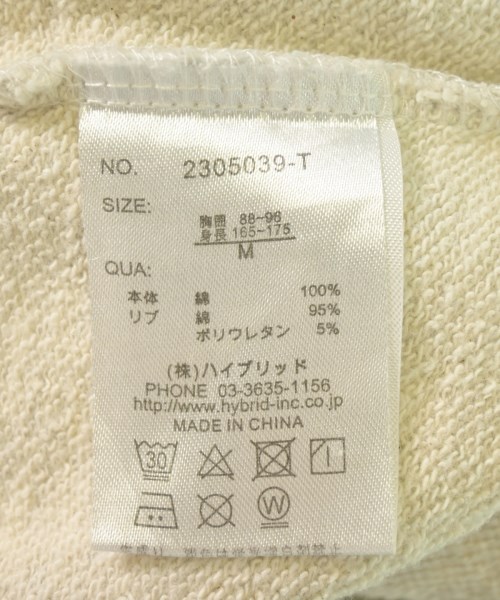 NO. 2305039-T
SIZE:
胸囲 88-96
身長 165-175
M
QUA:
本体 綿 100%
リブ 綿 95%
ポリウレタン 5%
(株)ハイブリッド
PHONE 03-3635-1156
http://www.hybrid-inc.co.jp
MADE IN CHINA
30
W